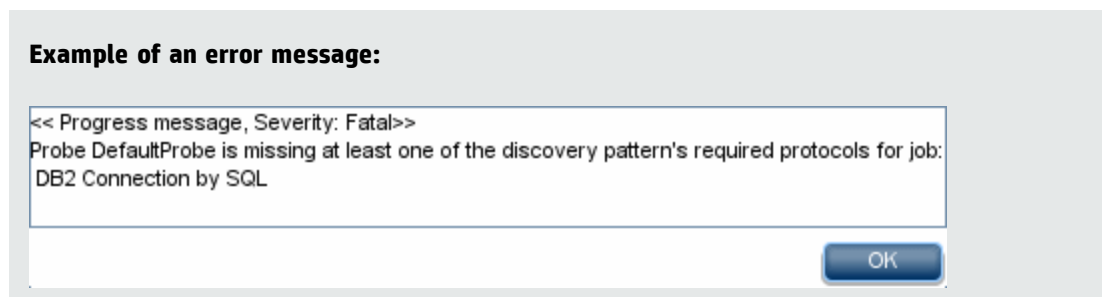 Example of an error message:
<< Progress message, Severity: Fatal>>
Probe DefaultProbe is missing at least one of the discovery pattern's required protocols for job:
DB2 Connection by SQL
OK